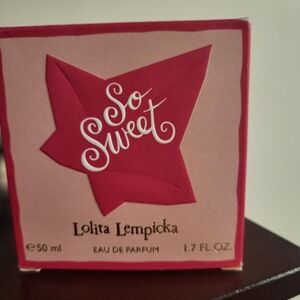 So
Sweet
Lolita Lempicka
℮50 ml EAU DE PARFUM 1.7 FL.OZ.